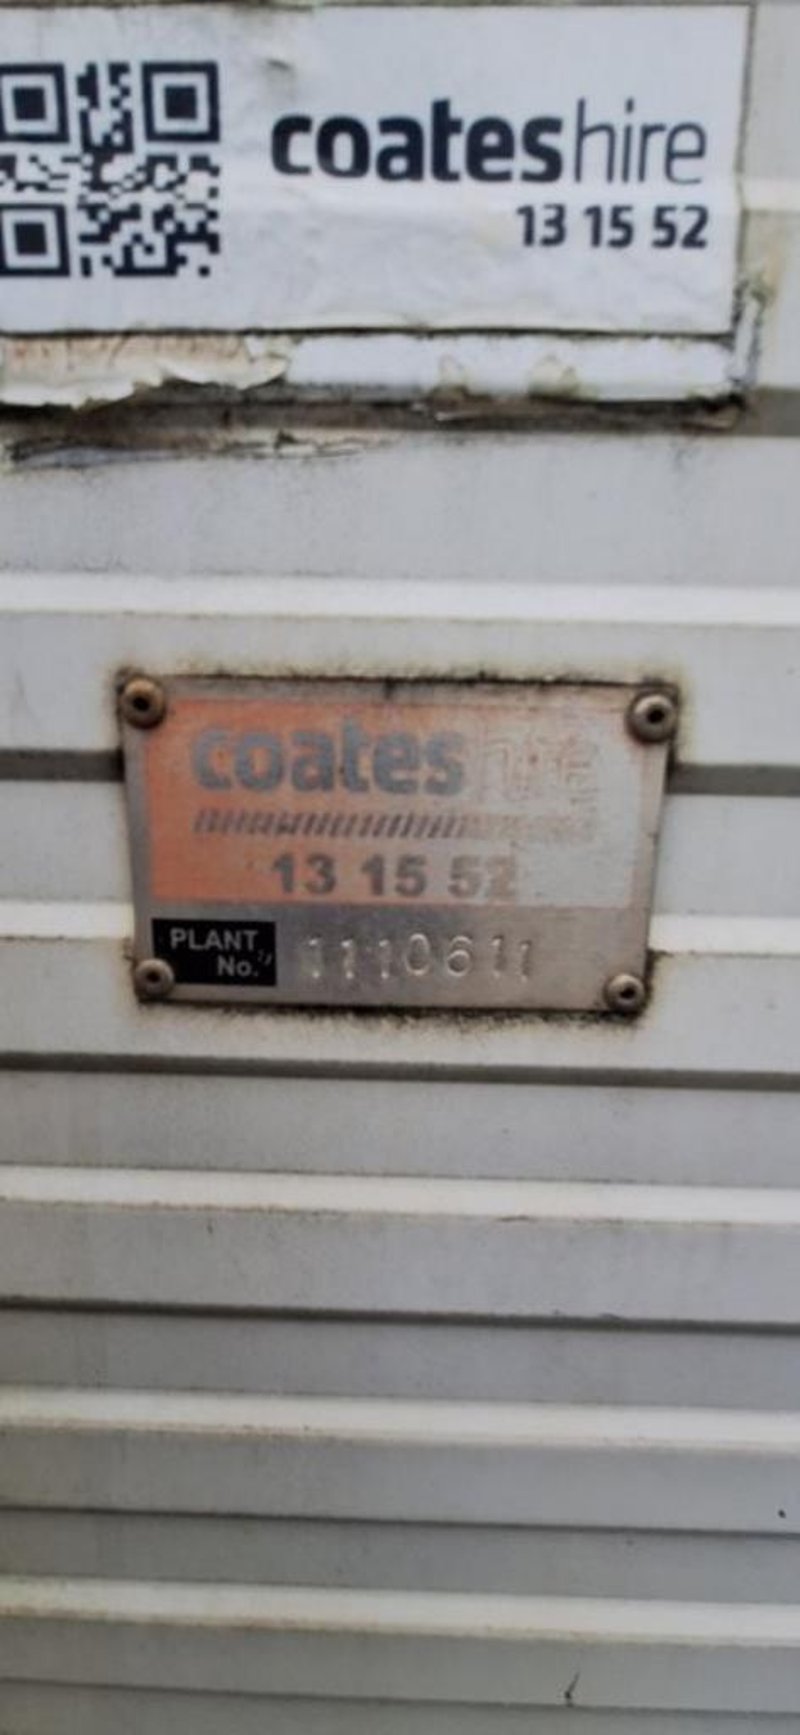 coateshire
13 15 52
coateshire
13 15 52
PLANT
No. 1110611